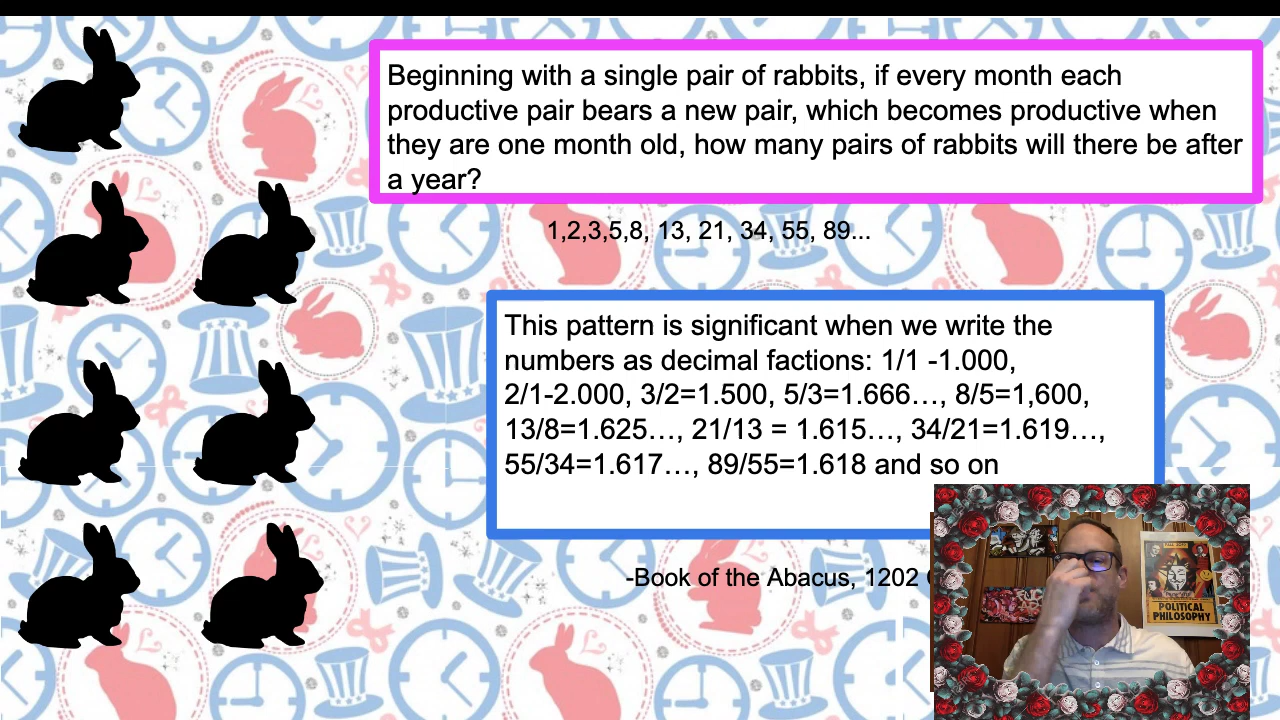 Beginning with a single pair of rabbits, if every month each
productive pair bears a new pair, which becomes productive when
they are one month old, how many pairs of rabbits will there be after
a year?
1,2,3,5,8, 13, 21, 34, 55, 89...
This pattern is significant when we write the
numbers as decimal factions: 1/1 -1.000,
2/1-2.000, 3/2=1.500, 5/3=1.666…, 8/5=1,600,
13/8=1.625…, 21/13 = 1.615…, 34/21=1.619…,
55/34=1.617…, 89/55=1.618 and so on
-Book of the Abacus, 1202
POLITICAL
PHILOSOPHY